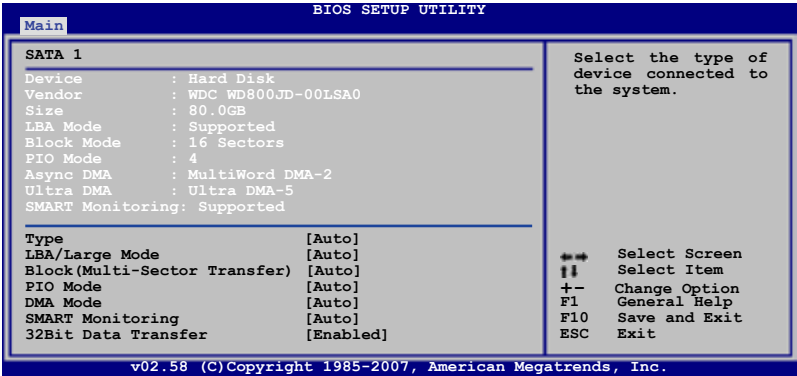 BIOS SETUP UTILITY
Main
SATA 1
Device : Hard Disk
Vendor : WDC WD800JD-00LSA0
Size : 80.0GB
LBA Mode : Supported
Block Mode : 16 Sectors
PIO Mode : 4
Async DMA : MultiWord DMA-2
Ultra DMA : Ultra DMA-5
SMART Monitoring: Supported
Type [Auto]
LBA/Large Mode [Auto]
Block(Multi-Sector Transfer) [Auto]
PIO Mode [Auto]
DMA Mode [Auto]
SMART Monitoring [Auto]
32Bit Data Transfer [Enabled]
Select the type of
device connected to
the system.
←→ Select Screen
↑↓ Select Item
+- Change Option
F1 General Help
F10 Save and Exit
ESC Exit
v02.58 (C)Copyright 1985-2007, American Megatrends, Inc.